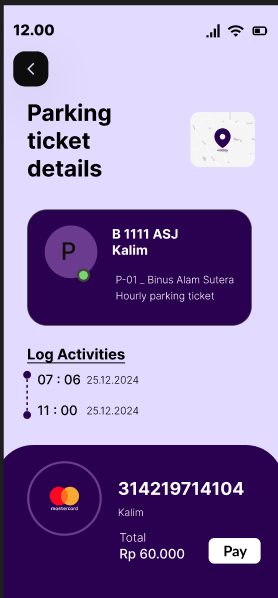 12.00
Parking
ticket
details
B 1111 ASJ
Kalim
P
P-01 _ Binus Alam Sutera
Hourly parking ticket
Log Activities
07 : 06 25.12.2024
11 : 00 25.12.2024
mastercard
314219714104
Kalim
Total
Rp 60.000
Pay